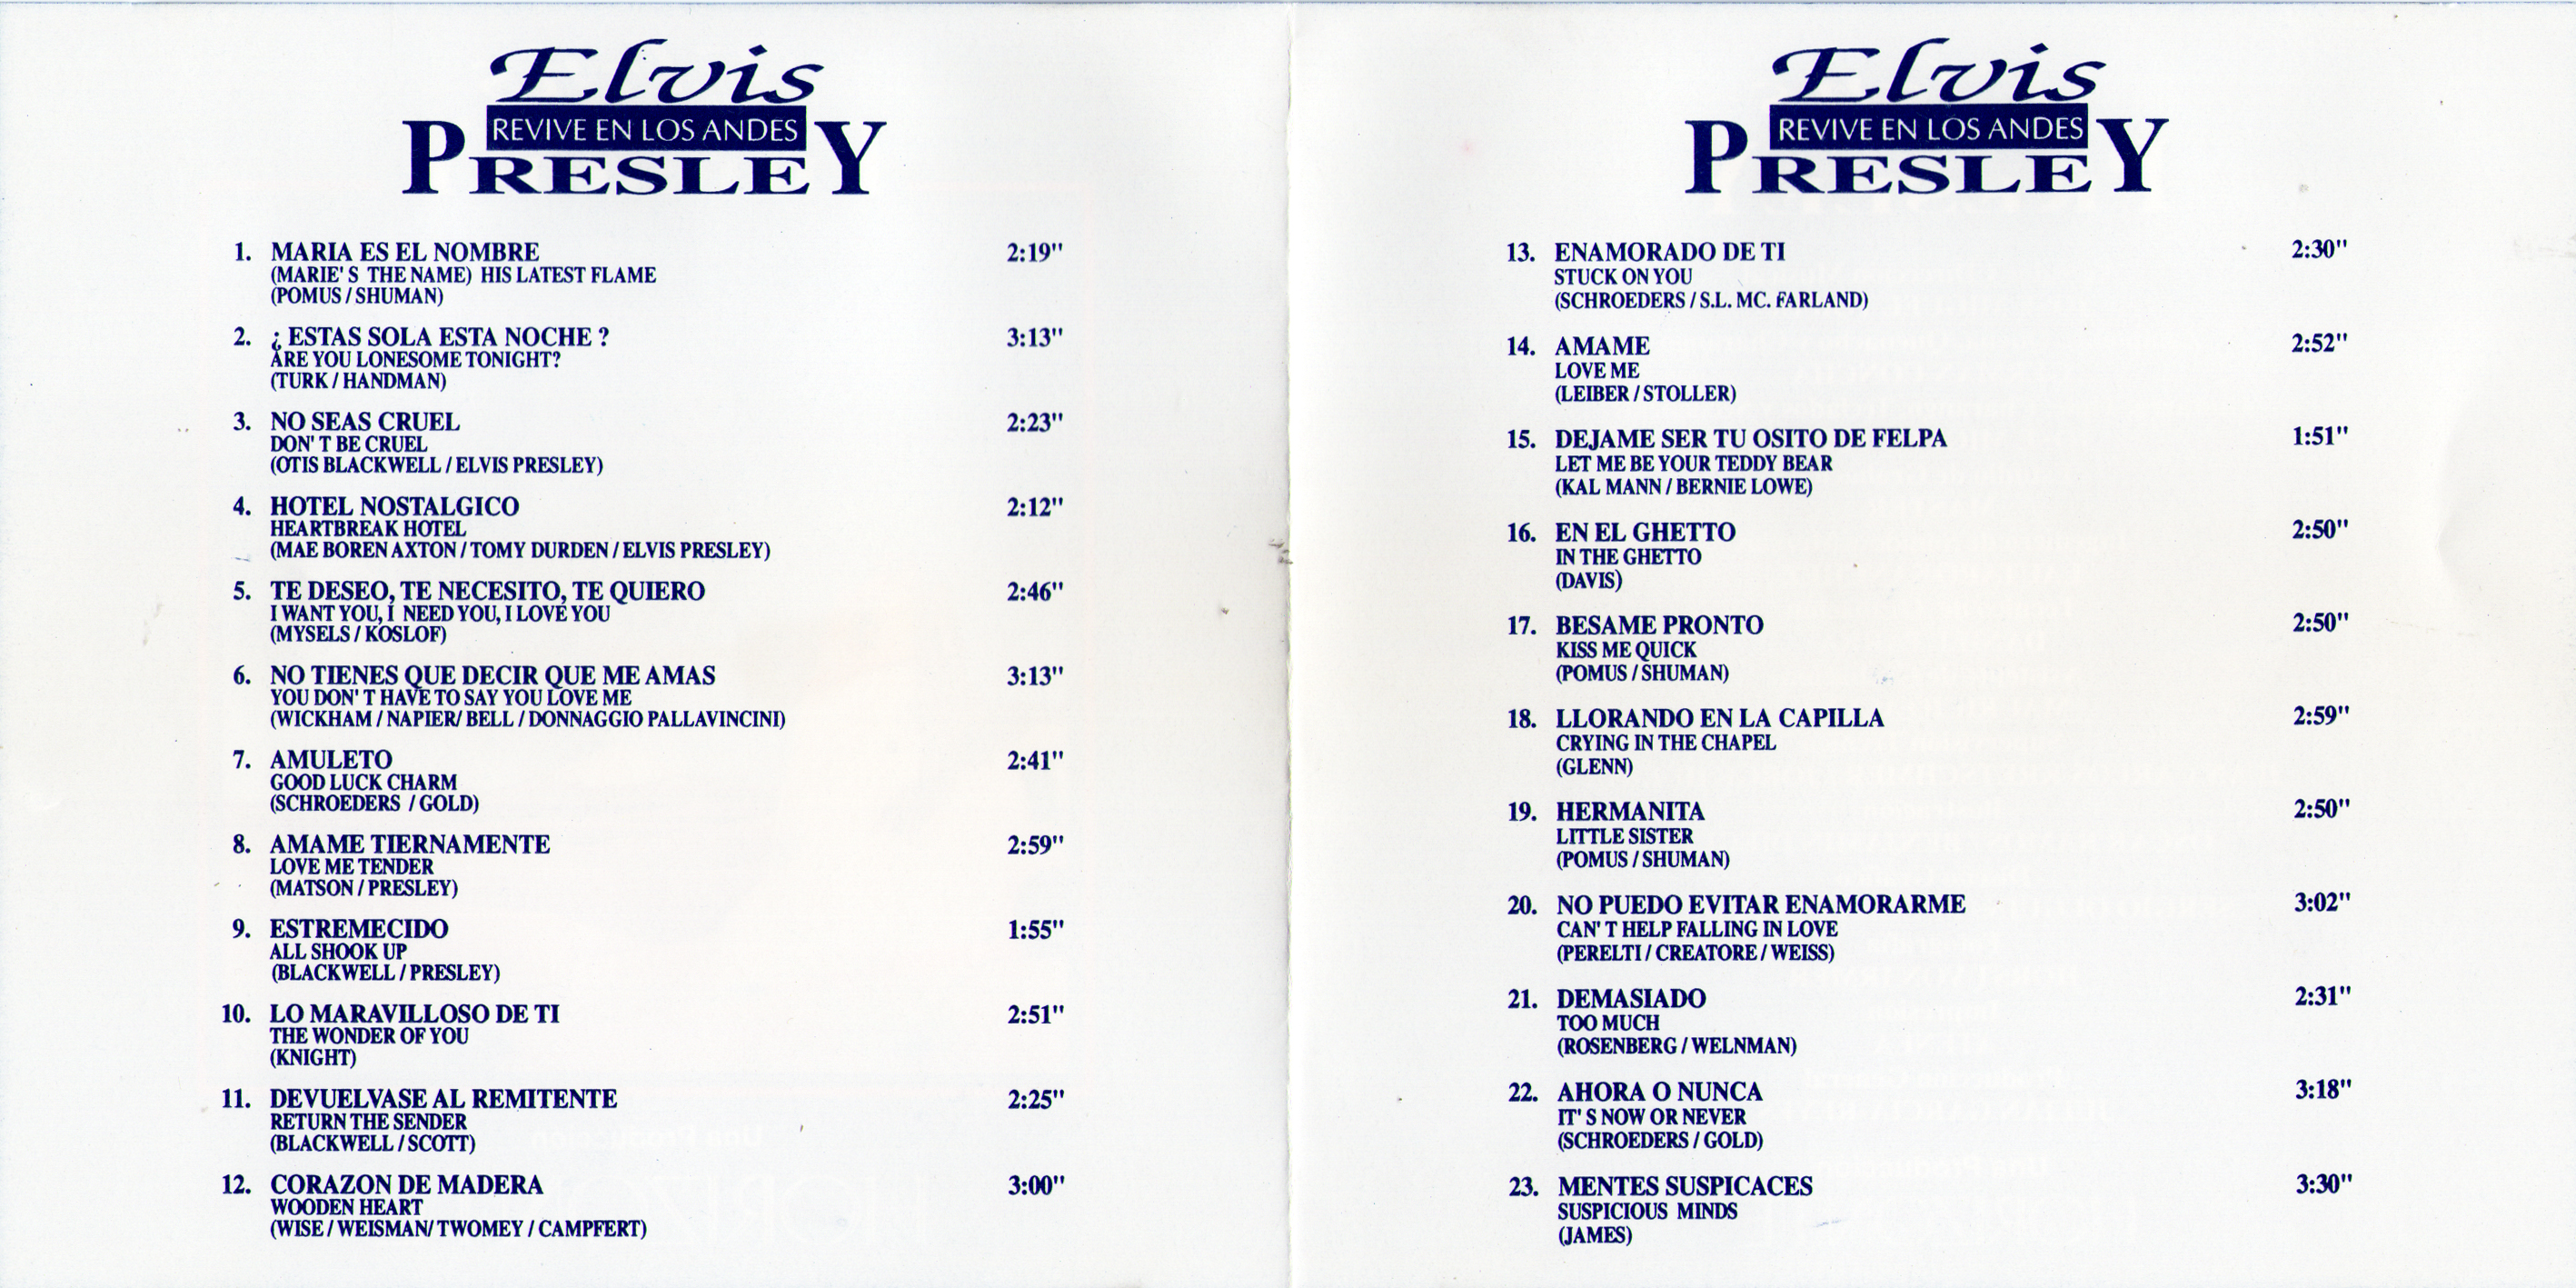 Elvis
REVIVE EN LOS ANDES
PRESLEY
1. MARIA ES EL NOMBRE 2:19"
(MARIE' S THE NAME) HIS LATEST FLAME
(POMUS / SHUMAN)
2. ¿ ESTAS SOLA ESTA NOCHE ? 3:13"
ARE YOU LONESOME TONIGHT?
(TURK / HANDMAN)
3. NO SEAS CRUEL 2:23"
DON' T BE CRUEL
(OTIS BLACKWELL / ELVIS PRESLEY)
4. HOTEL NOSTALGICO 2:12"
HEARTBREAK HOTEL
(MAE BOREN AXTON / TOMY DURDEN / ELVIS PRESLEY)
5. TE DESEO, TE NECESITO, TE QUIERO 2:46"
I WANT YOU, I NEED YOU, I LOVE YOU
(MYSELS / KOSLOF)
6. NO TIENES QUE DECIR QUE ME AMAS 3:13"
YOU DON' T HAVE TO SAY YOU LOVE ME
(WICKHAM / NAPIER/ BELL / DONNAGGIO PALLAVINCINI)
7. AMULETO 2:41"
GOOD LUCK CHARM
(SCHROEDERS / GOLD)
8. AMAME TIERNAMENTE 2:59"
LOVE ME TENDER
(MATSON / PRESLEY)
9. ESTREMECIDO 1:55"
ALL SHOOK UP
(BLACKWELL / PRESLEY)
10. LO MARAVILLOSO DE TI 2:51"
THE WONDER OF YOU
(KNIGHT)
11. DEVUELVASE AL REMITENTE 2:25"
RETURN THE SENDER
(BLACKWELL / SCOTT)
12. CORAZON DE MADERA 3:00"
WOODEN HEART
(WISE / WEISMAN/ TWOMEY / CAMPFERT)
Elvis
REVIVE EN LOS ANDES
PRESLEY
13. ENAMORADO DE TI 2:30"
STUCK ON YOU
(SCHROEDERS / S.L. MC. FARLAND)
14. AMAME 2:52"
LOVE ME
(LEIBER / STOLLER)
15. DEJAME SER TU OSITO DE FELPA 1:51"
LET ME BE YOUR TEDDY BEAR
(KAL MANN / BERNIE LOWE)
16. EN EL GHETTO 2:50"
IN THE GHETTO
(DAVIS)
17. BESAME PRONTO 2:50"
KISS ME QUICK
(POMUS / SHUMAN)
18. LLORANDO EN LA CAPILLA 2:59"
CRYING IN THE CHAPEL
(GLENN)
19. HERMANITA 2:50"
LITTLE SISTER
(POMUS / SHUMAN)
20. NO PUEDO EVITAR ENAMORARME 3:02"
CAN' T HELP FALLING IN LOVE
(PERELTI / CREATORE / WEISS)
21. DEMASIADO 2:31"
TOO MUCH
(ROSENBERG / WELNMAN)
22. AHORA O NUNCA 3:18"
IT' S NOW OR NEVER
(SCHROEDERS / GOLD)
23. MENTES SUSPICACES 3:30"
SUSPICIOUS MINDS
(JAMES)